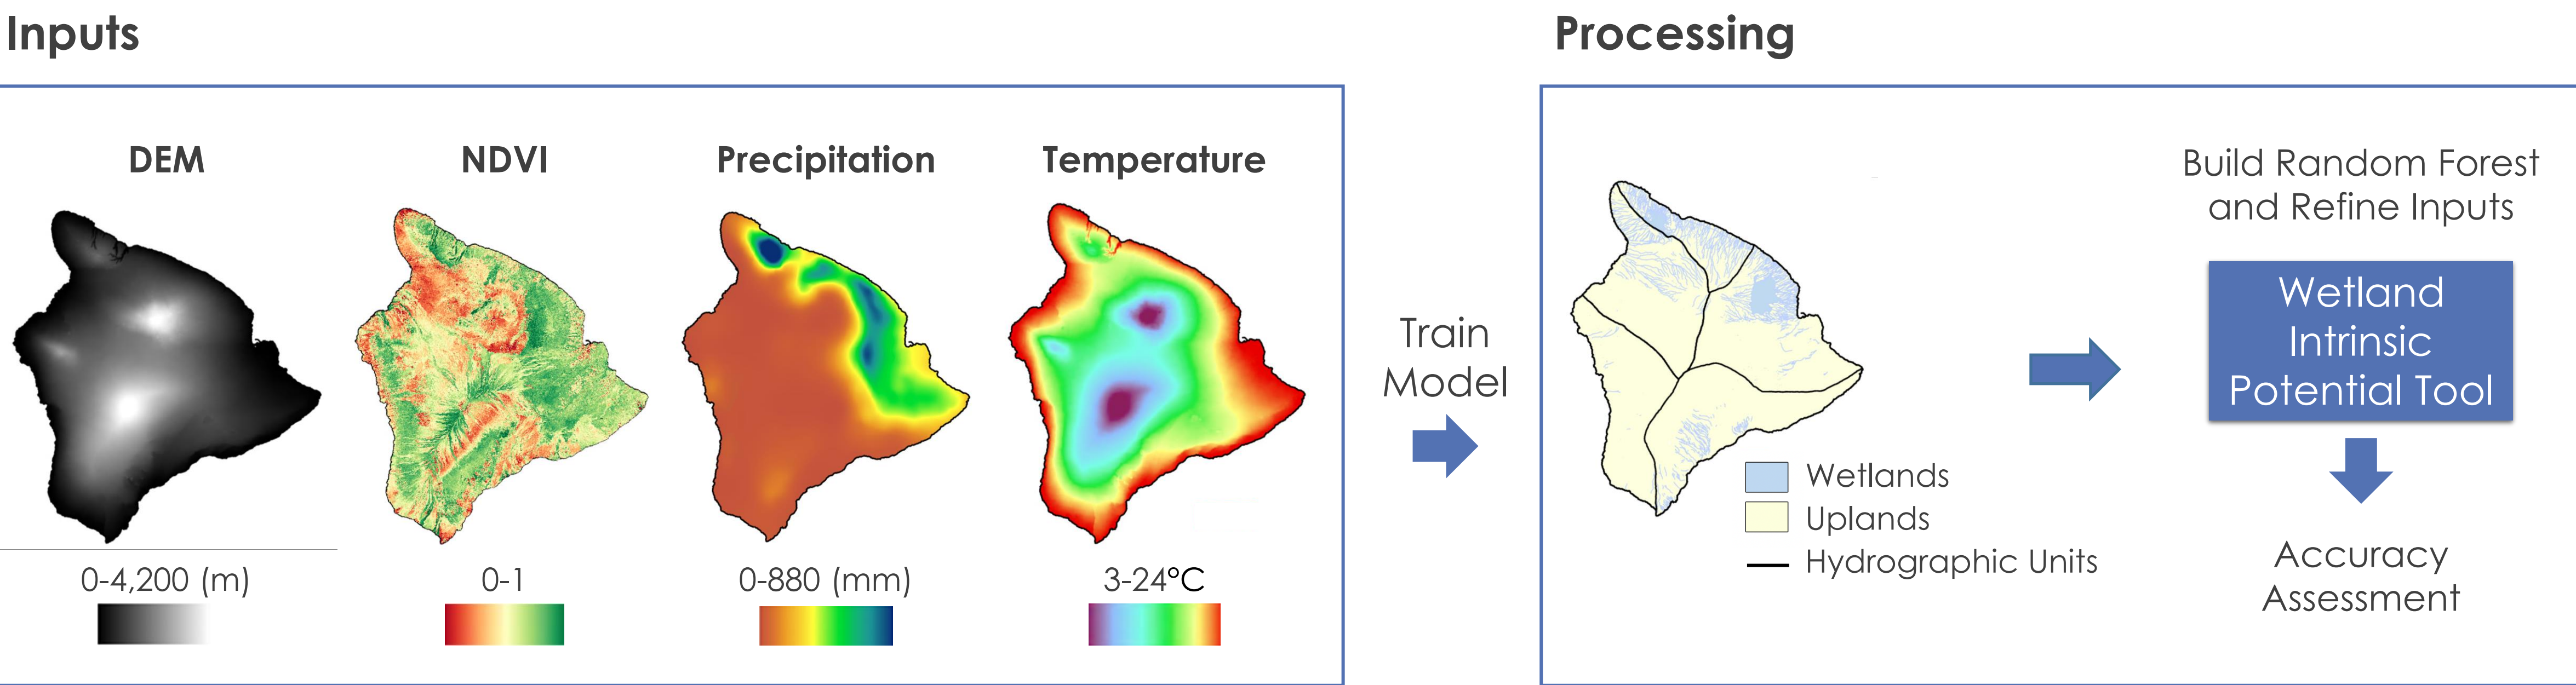 Inputs
Processing
DEM
NDVI
Precipitation
Temperature
0-4,200 (m)
0-1
0-880 (mm)
3-24°C
Train
Model
Wetlands
Uplands
Hydrographic Units
Build Random Forest
and Refine Inputs
Wetland
Intrinsic
Potential Tool
Accuracy
Assessment